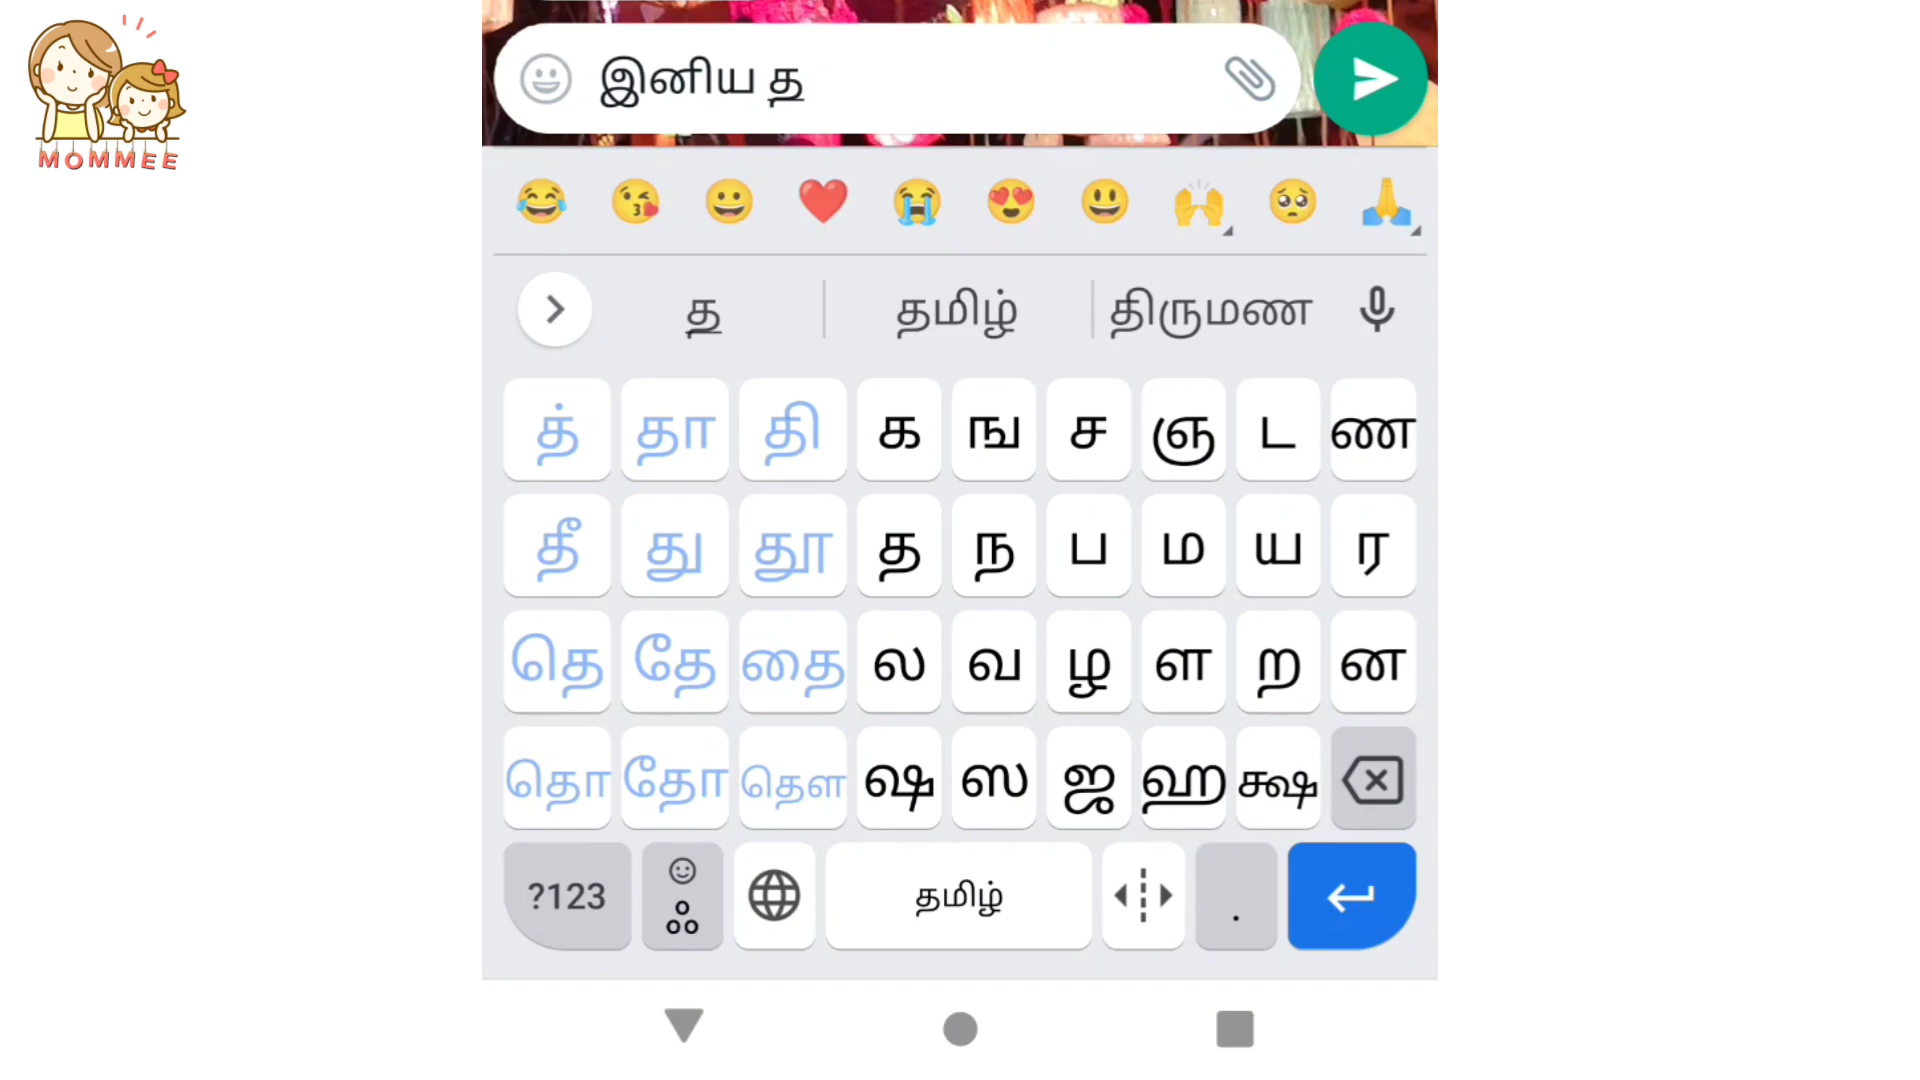 MOMMEE
இனிய த
த தமிழ் திருமண
த் தா தி க ங ச ஞ ட ண
தீ து தூ த ந ப ம ய ர
தெ தே தை ல வ ழ ள ற ன
தொ தோ தௌ ஷ ஸ ஜ ஹ க்ஷ
?123 தமிழ் .